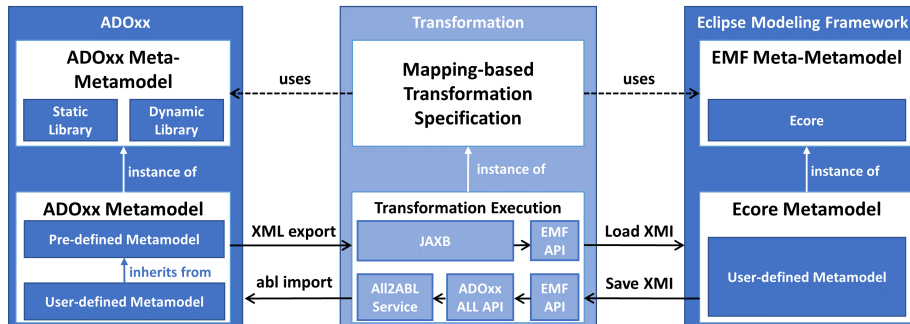 ADOxx
ADOxx Meta-
Metamodel
Static
Library
Dynamic
Library
instance of
ADOxx Metamodel
Pre-defined Metamodel
inherits from
User-defined Metamodel
uses
XML export
abl import
Transformation
Mapping-based
Transformation
Specification
instance of
Transformation Execution
JAXB
EMF
API
All2ABL
Service
ADOxx
ALL API
EMF
API
uses
Load XMI
Save XMI
Eclipse Modeling Framework
EMF Meta-Metamodel
Ecore
instance of
Ecore Metamodel
User-defined Metamodel